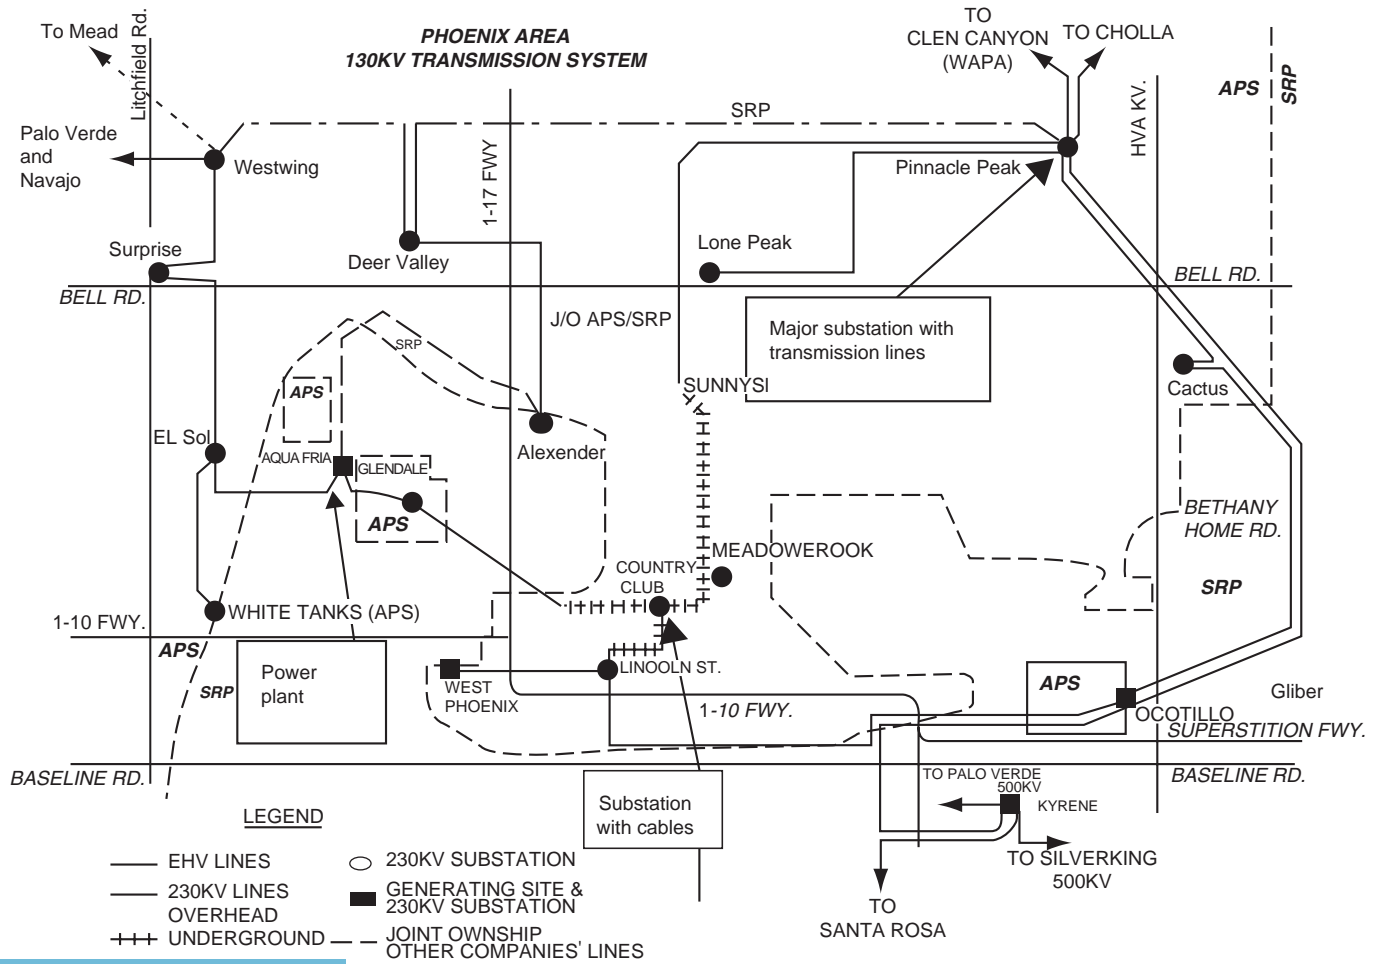 PHOENIX AREA
130KV TRANSMISSION SYSTEM
To Mead
Litchfield Rd.
TO
CLEN CANYON
(WAPA)
TO CHOLLA
APS
SRP
HVA KV.
SRP
Palo Verde
and
Navajo
Westwing
1-17 FWY
Pinnacle Peak
Surprise
Deer Valley
Lone Peak
BELL RD.
BELL RD.
J/O APS/SRP
Major substation with
transmission lines
SRP
APS
SUNNYSI
Cactus
EL Sol
AQUA FRIA
GLENDALE
Alexender
APS
BETHANY
HOME RD.
MEADOWEROOK
COUNTRY
CLUB
SRP
WHITE TANKS (APS)
1-10 FWY.
APS
SRP
Power
plant
WEST
PHOENIX
LINOOLN ST.
1-10 FWY.
APS
OCOTILLO
Gliber
SUPERSTITION FWY.
BASELINE RD.
BASELINE RD.
TO PALO VERDE
500KV
KYRENE
Substation
with cables
TO SILVERKING
500KV
TO
SANTA ROSA
LEGEND
EHV LINES
230KV LINES
OVERHEAD
UNDERGROUND
230KV SUBSTATION
GENERATING SITE &
230KV SUBSTATION
JOINT OWNSHIP
OTHER COMPANIES' LINES